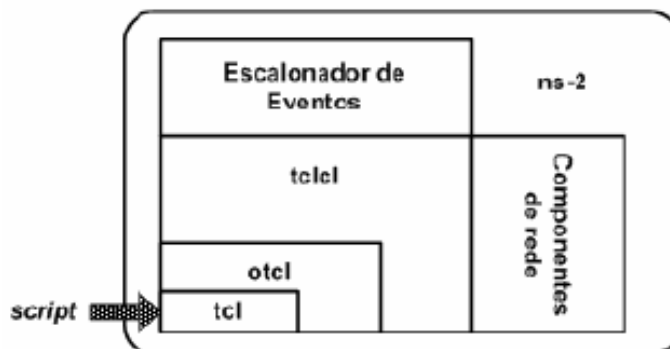 Escalonador de
Eventos
ns-2
tclcl
Componentes
de rede
otcl
script
tcl